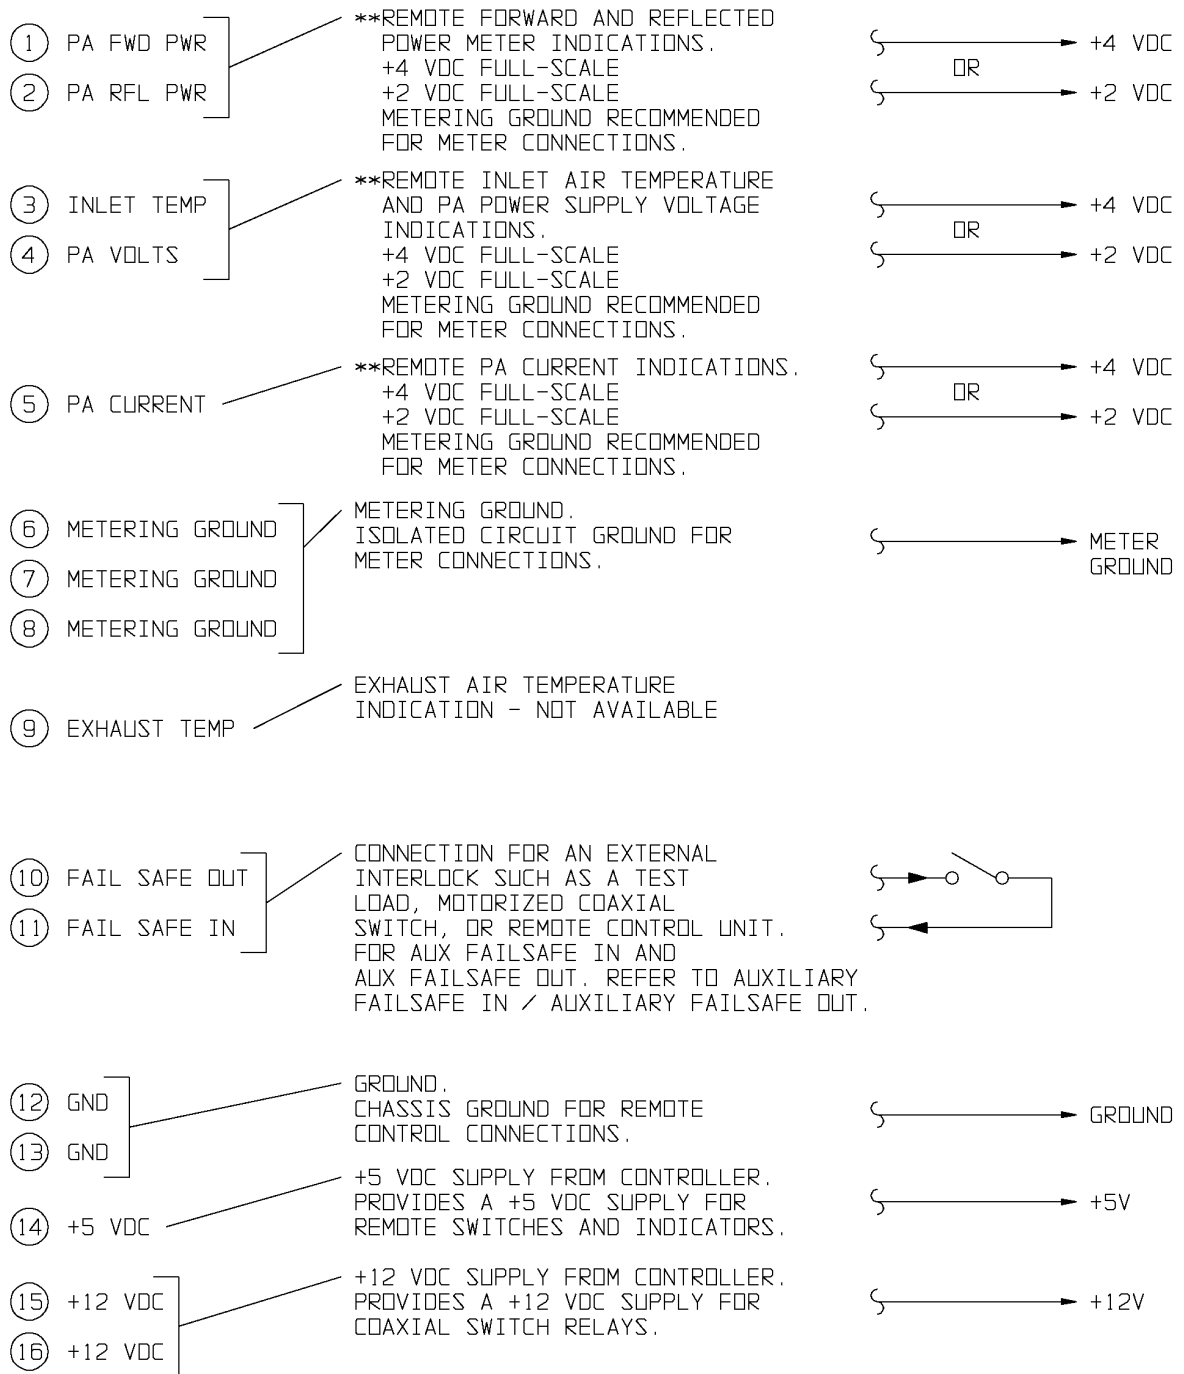 1 PA FWD PWR
2 PA RFL PWR
**REMOTE FORWARD AND REFLECTED
POWER METER INDICATIONS.
+4 VDC FULL-SCALE
+2 VDC FULL-SCALE
METERING GROUND RECOMMENDED
FOR METER CONNECTIONS.
+4 VDC
OR
+2 VDC
3 INLET TEMP
4 PA VOLTS
**REMOTE INLET AIR TEMPERATURE
AND PA POWER SUPPLY VOLTAGE
INDICATIONS.
+4 VDC FULL-SCALE
+2 VDC FULL-SCALE
METERING GROUND RECOMMENDED
FOR METER CONNECTIONS.
+4 VDC
OR
+2 VDC
5 PA CURRENT
**REMOTE PA CURRENT INDICATIONS.
+4 VDC FULL-SCALE
+2 VDC FULL-SCALE
METERING GROUND RECOMMENDED
FOR METER CONNECTIONS.
+4 VDC
OR
+2 VDC
6 METERING GROUND
7 METERING GROUND
8 METERING GROUND
METERING GROUND.
ISOLATED CIRCUIT GROUND FOR
METER CONNECTIONS.
METER
GROUND
9 EXHAUST TEMP
EXHAUST AIR TEMPERATURE
INDICATION - NOT AVAILABLE
10 FAIL SAFE OUT
11 FAIL SAFE IN
CONNECTION FOR AN EXTERNAL
INTERLOCK SUCH AS A TEST
LOAD, MOTORIZED COAXIAL
SWITCH, OR REMOTE CONTROL UNIT.
FOR AUX FAILSAFE IN AND
AUX FAILSAFE OUT. REFER TO AUXILIARY
FAILSAFE IN / AUXILIARY FAILSAFE OUT.
12 GND
13 GND
GROUND.
CHASSIS GROUND FOR REMOTE
CONTROL CONNECTIONS.
GROUND
14 +5 VDC
+5 VDC SUPPLY FROM CONTROLLER.
PROVIDES A +5 VDC SUPPLY FOR
REMOTE SWITCHES AND INDICATORS.
+5V
15 +12 VDC
16 +12 VDC
+12 VDC SUPPLY FROM CONTROLLER.
PROVIDES A +12 VDC SUPPLY FOR
COAXIAL SWITCH RELAYS.
+12V